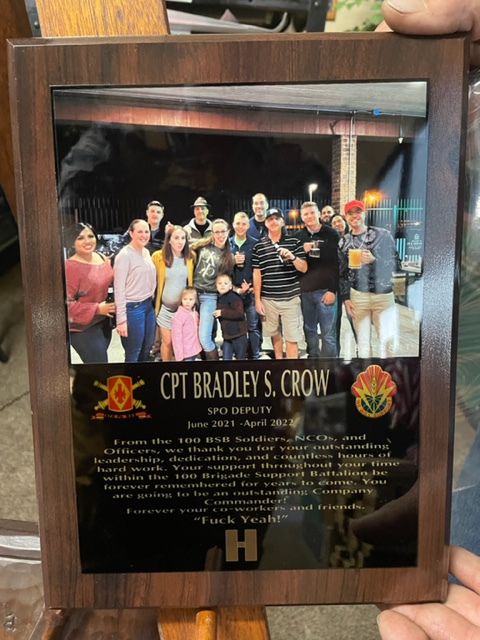 CPT BRADLEY S. CROW
SPO DEPUTY
June 2021 -April 2022
From the 100 BSB Soldiers, NCOs, and
Officers, we thank you for your outstanding
leadership, dedication, and countless hours of
hard work. Your support throughout your time
within the 100 Brigade Support Battalion is
forever remembered for years to come. You
are going to be an outstanding Company
Commander!
Forever your co-workers and friends.
"Fuck Yeah!"